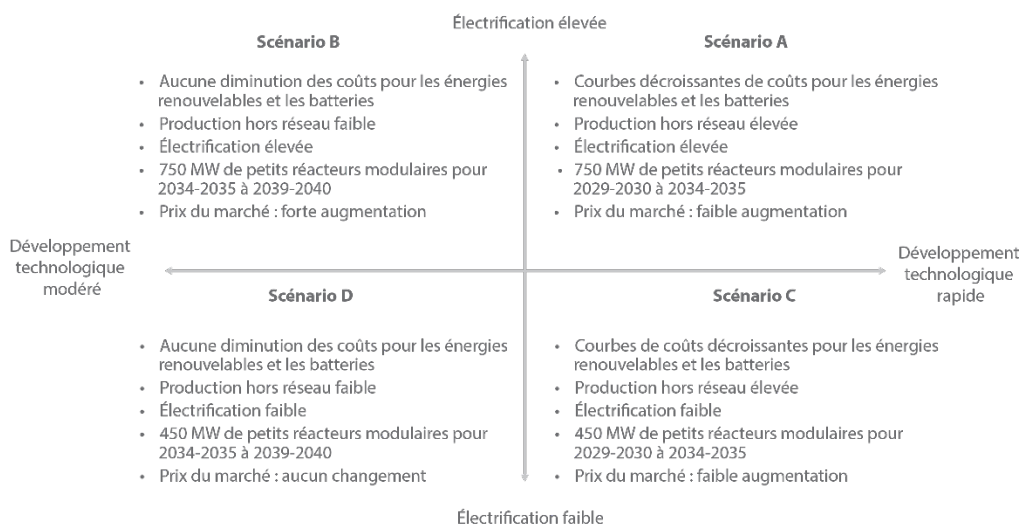 Électrification élevée
Scénario B
• Aucune diminution des coûts pour les énergies
renouvelables et les batteries
• Production hors réseau faible
• Électrification élevée
• 750 MW de petits réacteurs modulaires pour
2034-2035 à 2039-2040
• Prix du marché : forte augmentation
Scénario A
• Courbes décroissantes de coûts pour les énergies
renouvelables et les batteries
• Production hors réseau élevée
• Électrification élevée
• 750 MW de petits réacteurs modulaires pour
2029-2030 à 2034-2035
• Prix du marché : faible augmentation
Développement
technologique
modéré
Développement
technologique
rapide
Scénario D
• Aucune diminution des coûts pour les énergies
renouvelables et les batteries
• Production hors réseau faible
• Électrification faible
• 450 MW de petits réacteurs modulaires pour
2034-2035 à 2039-2040
• Prix du marché : aucun changement
Scénario C
• Courbes de coûts décroissantes pour les énergies
renouvelables et les batteries
• Production hors réseau élevée
• Électrification faible
• 450 MW de petits réacteurs modulaires pour
2029-2030 à 2034-2035
• Prix du marché : faible augmentation
Électrification faible